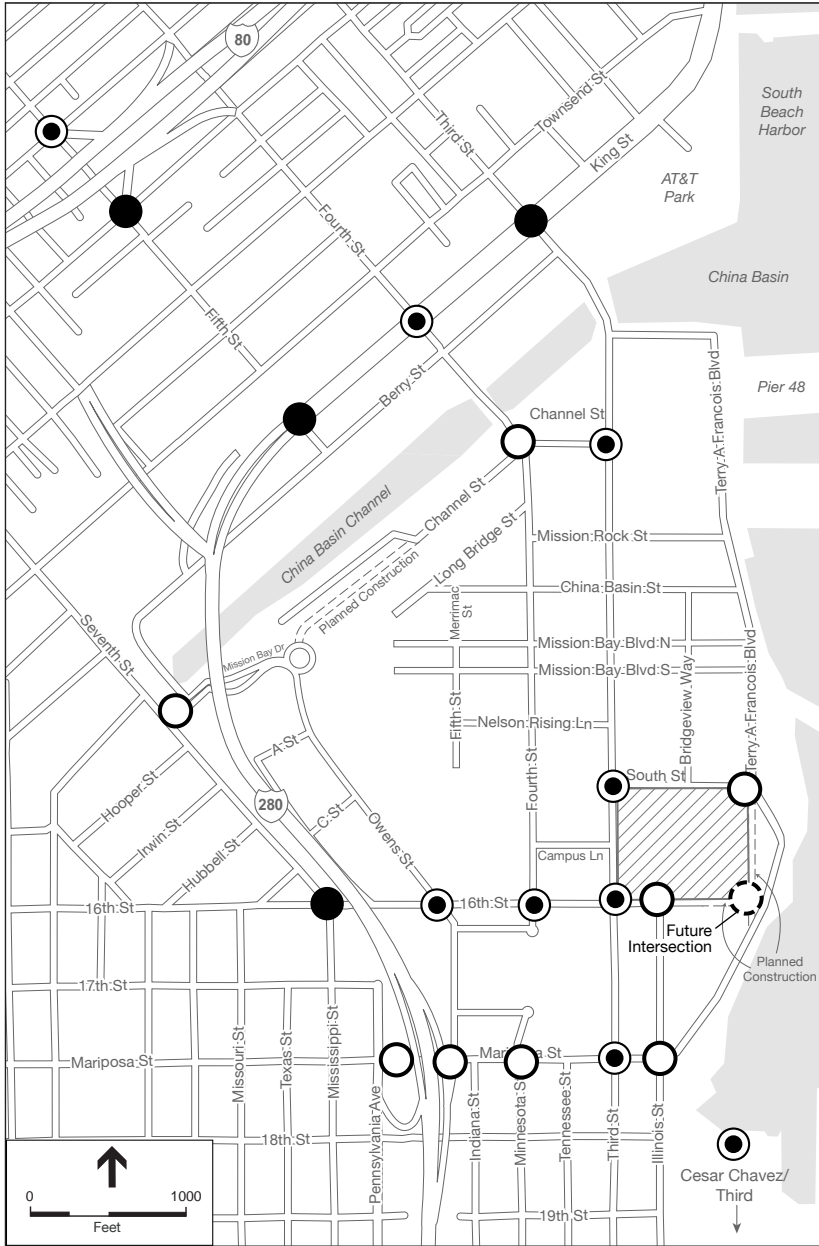 80
South
Beach
Harbor
Townsend St
Third St
King St
AT&T
Park
Fourth St
China Basin
Fifth St
Terry A Francois Blvd
Pier 48
Berry St
Channel St
China Basin Channel
Channel St
Long Bridge St
Mission Rock St
Planned Construction
China Basin St
Merrimac
St
Seventh St
Mission Bay Dr
Mission Bay Blvd N
Mission Bay Blvd S
Bridgeview Way
Terry A Francois Blvd
Fifth St
Nelson Rising Ln
A St
South St
Hooper St
280
Fourth St
Irwin St
C St
Owens St
Hubbell St
Campus Ln
16th St
16th St
Future
Intersection
Planned
Construction
17th St
Missouri St
Texas St
Mississippi St
Mariposa St
Mariposa St
Pennsylvania Ave
Indiana St
Minnesota St
Tennessee St
Third St
Illinois St
18th St
Cesar Chavez/
Third
19th St
0
1000
Feet